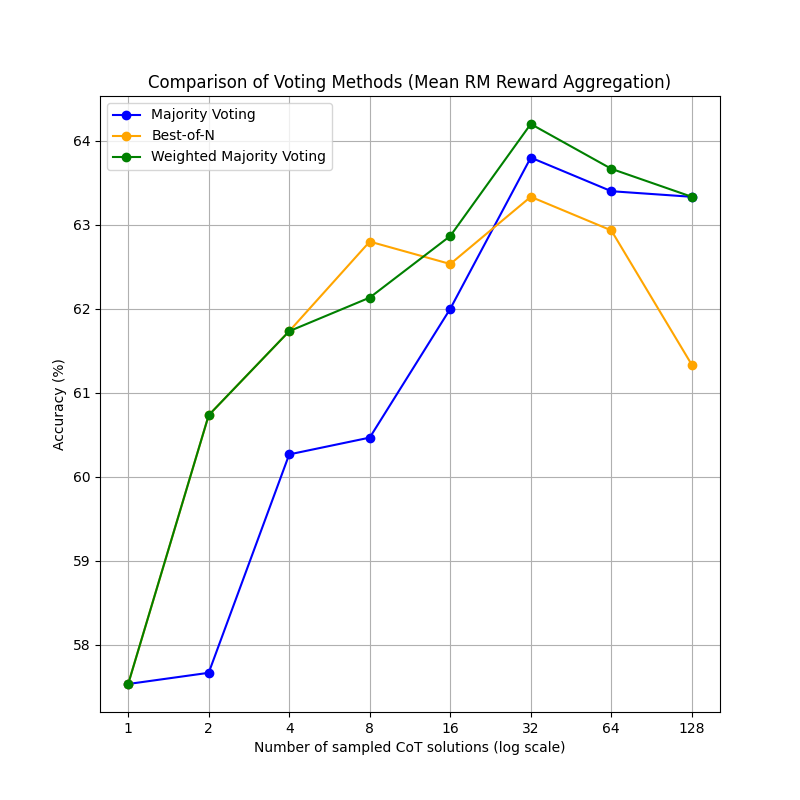 Comparison of Voting Methods (Mean RM Reward Aggregation)
Majority Voting
Best-of-N
Weighted Majority Voting
64
63
62
61
60
59
58
Accuracy (%)
1 2 4 8 16 32 64 128
Number of sampled CoT solutions (log scale)